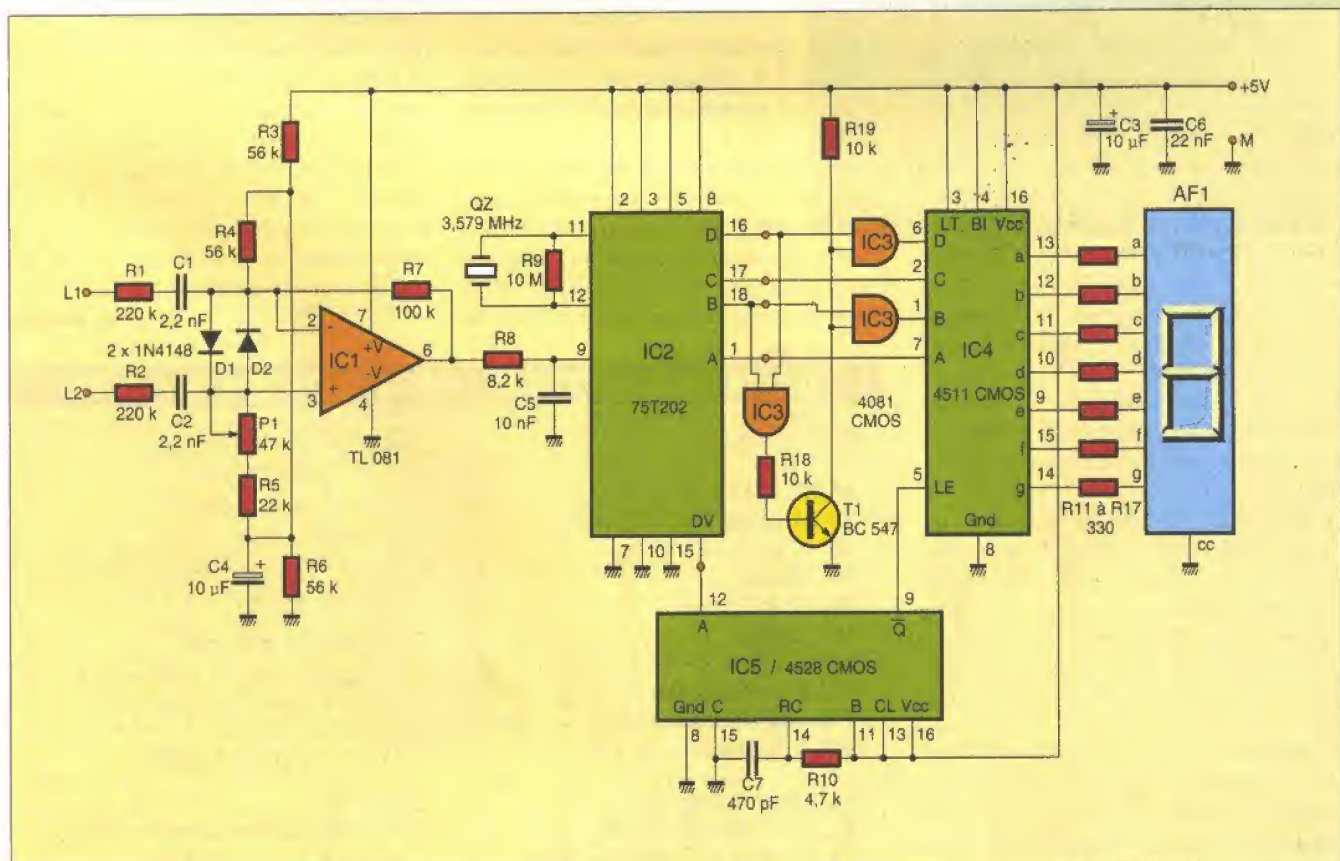 +5V
R3
56 k
R19
10 k
+
C3
10 µF
C6
22 nF
M
AF1
R4
56 k
QZ
3,579 MHz
2
3
5
8
3
4
16
LT
BI
Vcc
L1
R1
220 k
C1
2,2 nF
R7
100 k
11
R9
10 M
12
D
16
C
17
B
18
A
1
IC3
6
D
2
C
IC3
1
B
7
A
13
a
12
b
11
c
10
d
9
e
15
f
14
g
a
b
c
d
e
f
g
2 x 1N4148
D1
D2
2
-
7
+V
IC1
-V
6
3
+
4
TL 081
R8
8,2 k
9
C5
10 nF
IC2
75T202
IC4
4511 CMOS
L2
R2
220 k
C2
2,2 nF
P1
47 k
R5
22 k
IC3
4081
CMOS
R18
10 k
T1
BC 547
5
LE
Gnd
8
R11 à R17
330
cc
DV
7
10
15
C4
10 µF
+
R6
56 k
12
A
9
Q̅
IC5 / 4528 CMOS
Gnd
C
RC
B
CL
Vcc
8
15
14
11
13
16
C7
470 pF
R10
4,7 k